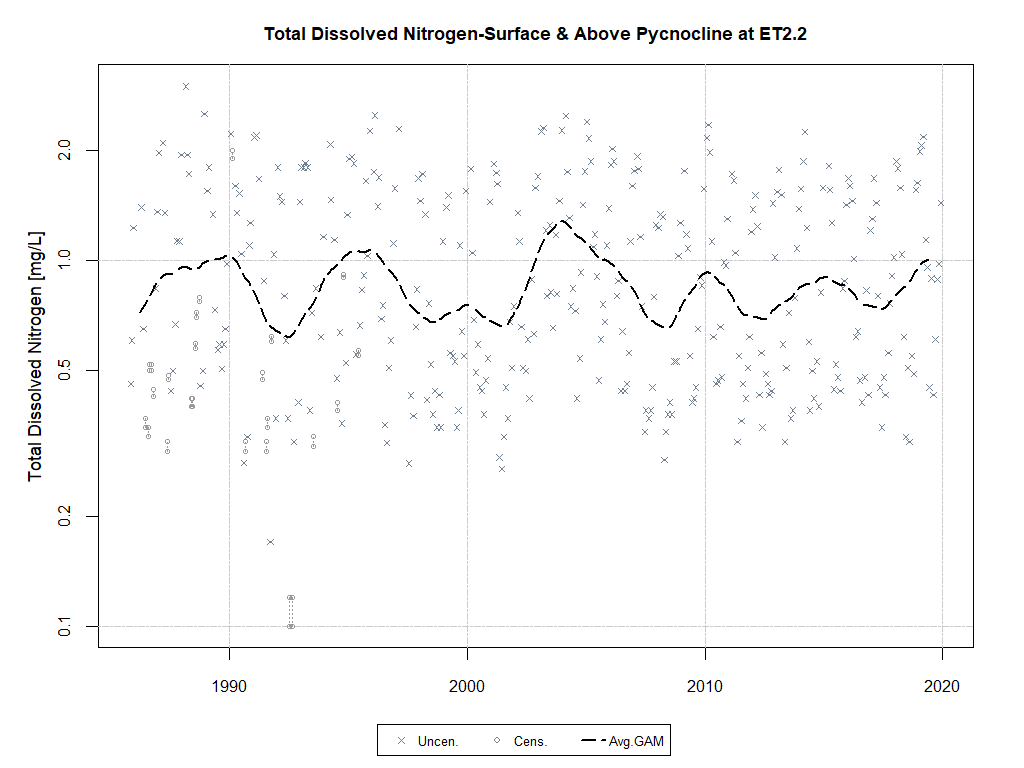 Total Dissolved Nitrogen-Surface & Above Pycnocline at ET2.2
Total Dissolved Nitrogen [mg/L]
2.0
1.0
0.5
0.2
0.1
1990 2000 2010 2020
Uncen. Cens. Avg.GAM